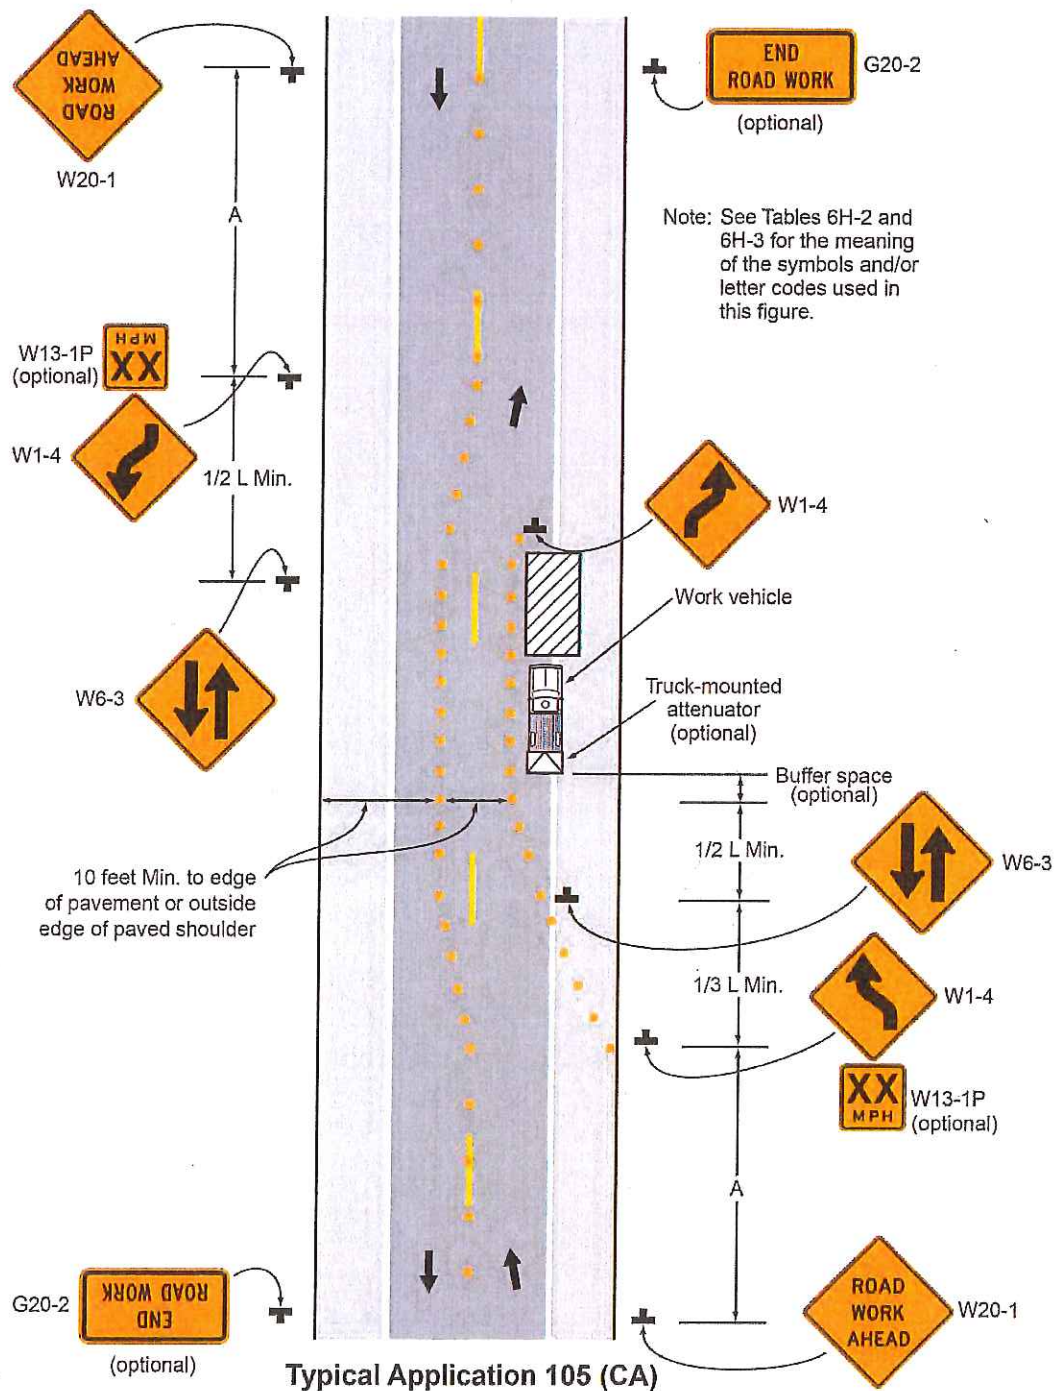 ROAD
WORK
AHEAD
W20-1
END
ROAD WORK
G20-2
(optional)
A
Note: See Tables 6H-2 and
6H-3 for the meaning
of the symbols and/or
letter codes used in
this figure.
W13-1P
(optional)
XX
MPH
W1-4
1/2 L Min.
W1-4
Work vehicle
W6-3
Truck-mounted
attenuator
(optional)
Buffer space
(optional)
10 feet Min. to edge
of pavement or outside
edge of paved shoulder
1/2 L Min.
W6-3
1/3 L Min.
W1-4
XX
MPH
W13-1P
(optional)
A
G20-2
END
ROAD WORK
(optional)
ROAD
WORK
AHEAD
W20-1
Typical Application 105 (CA)